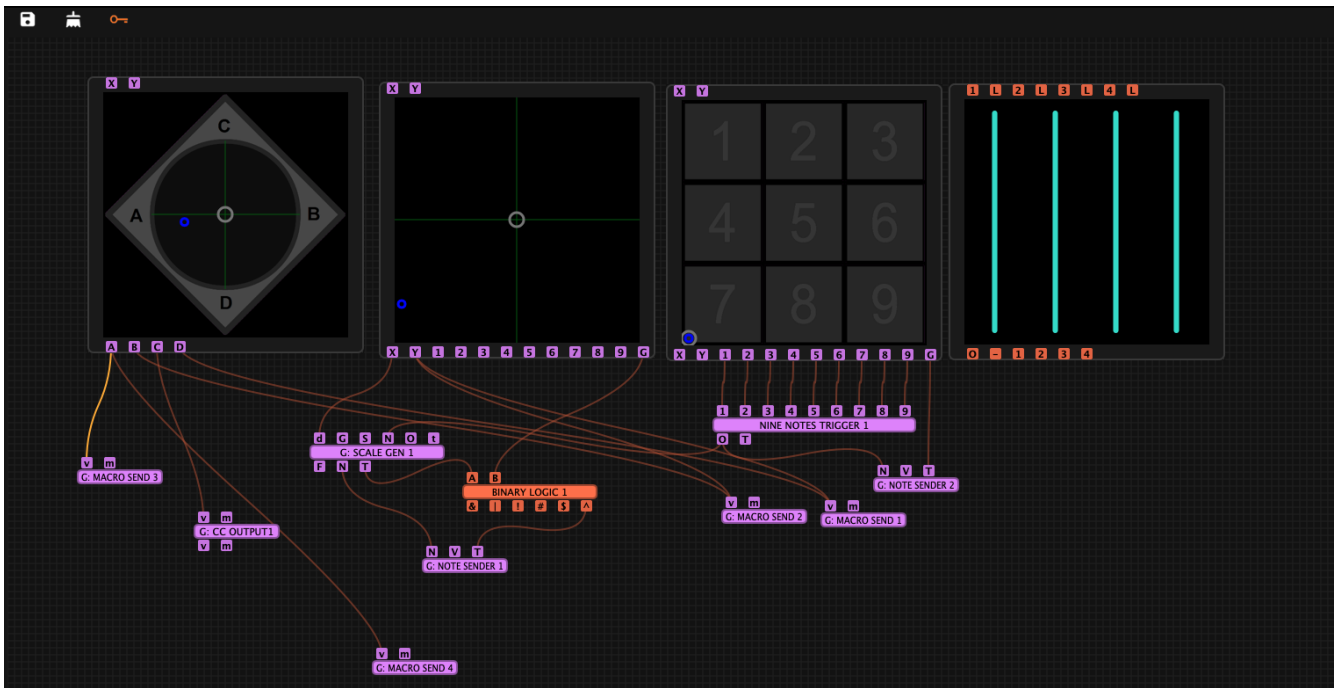 X Y
X Y
X Y
1 L 2 L 3 L 4 L
C
A B
D
1 2 3
4 5 6
7 8 9
A B C D
X Y 1 2 3 4 5 6 7 8 9 G
X Y 1 2 3 4 5 6 7 8 9 G
O - 1 2 3 4
1 2 3 4 5 6 7 8 9
NINE NOTES TRIGGER 1
O T
d G S N O t
G: SCALE GEN 1
F N T
v m
G: MACRO SEND 3
A B
BINARY LOGIC 1
& | ! # $ ^
N V T
G: NOTE SENDER 2
v m
G: MACRO SEND 2
v m
G: MACRO SEND 1
v m
G: CC OUTPUT1
v m
N V T
G: NOTE SENDER 1
v m
G: MACRO SEND 4